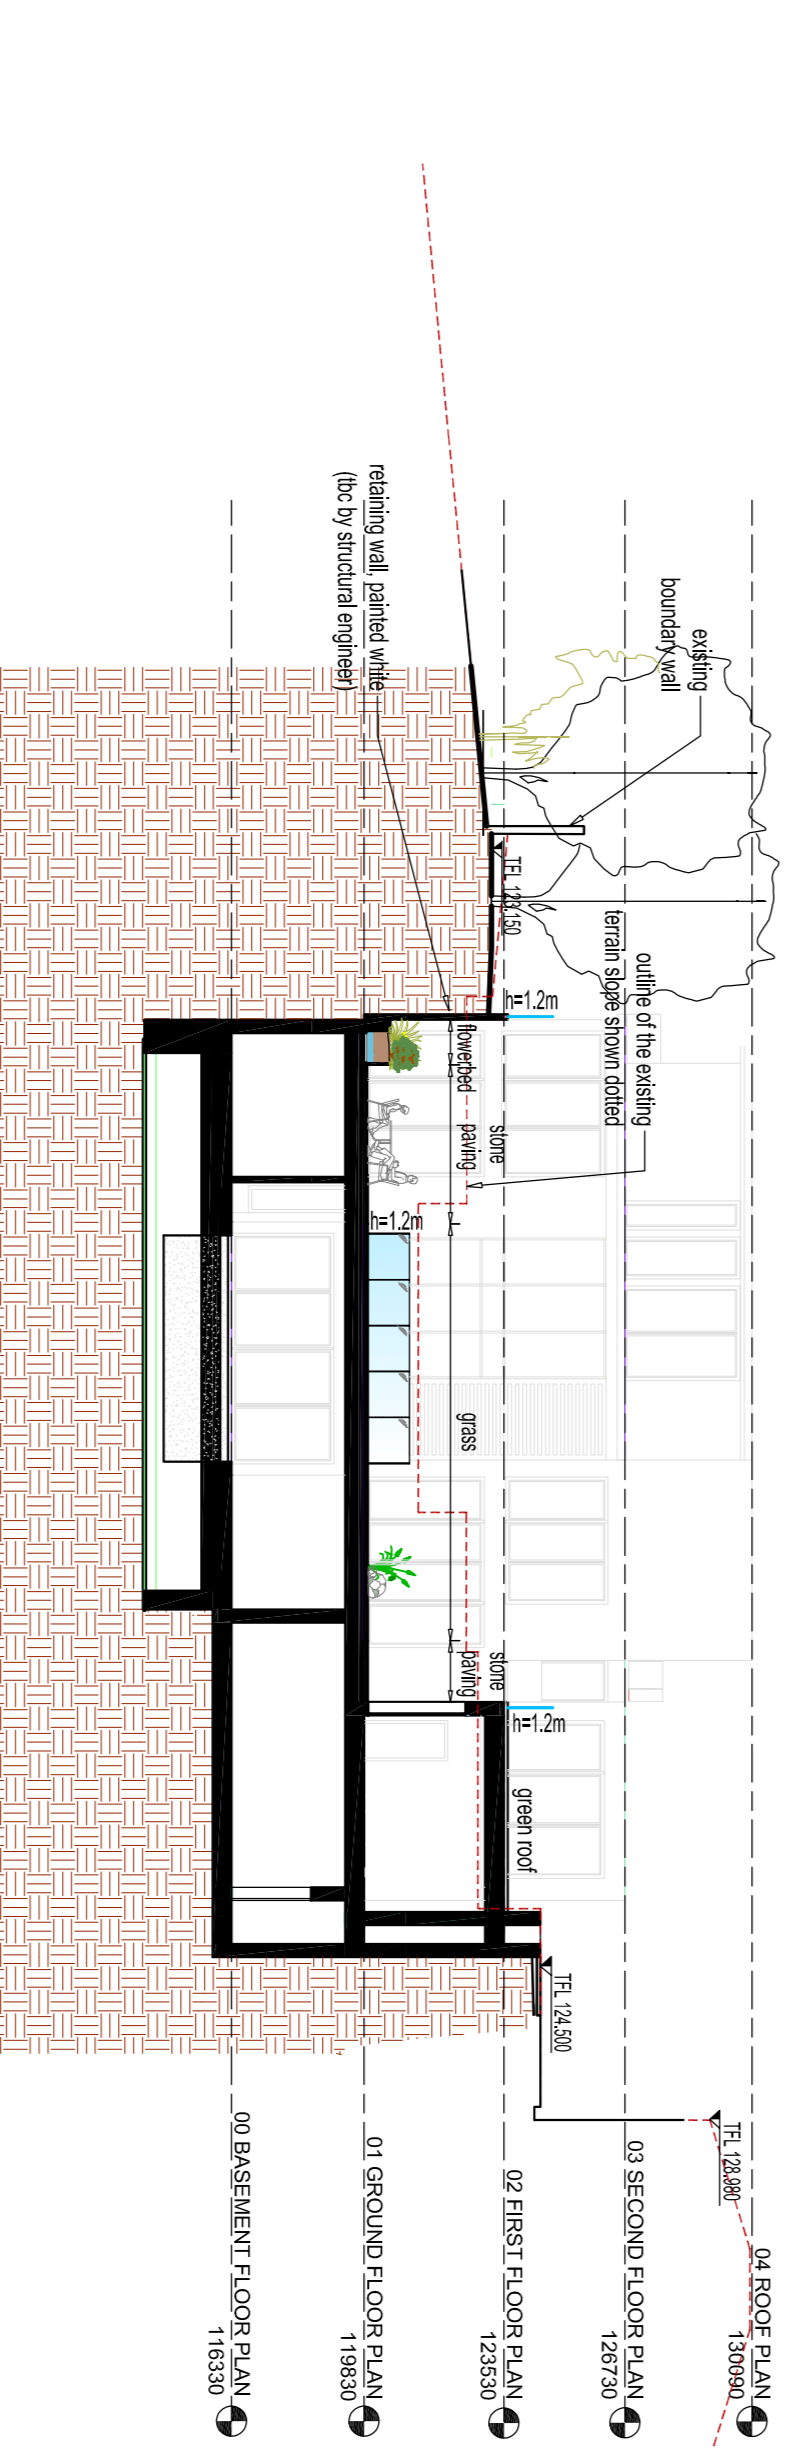 04 ROOF PLAN
130090
03 SECOND FLOOR PLAN
126730
02 FIRST FLOOR PLAN
123530
01 GROUND FLOOR PLAN
119830
00 BASEMENT FLOOR PLAN
116330
existing
boundary wall
outline of the existing
terrain slope shown dotted
retaining wall, painted white
(tbc by structural engineer)
TFL 123.150
h=1.2m
flowerbed
stone
paving
h=1.2m
grass
stone
paving
h=1.2m
green roof
TFL 124.500
TFL 128.980